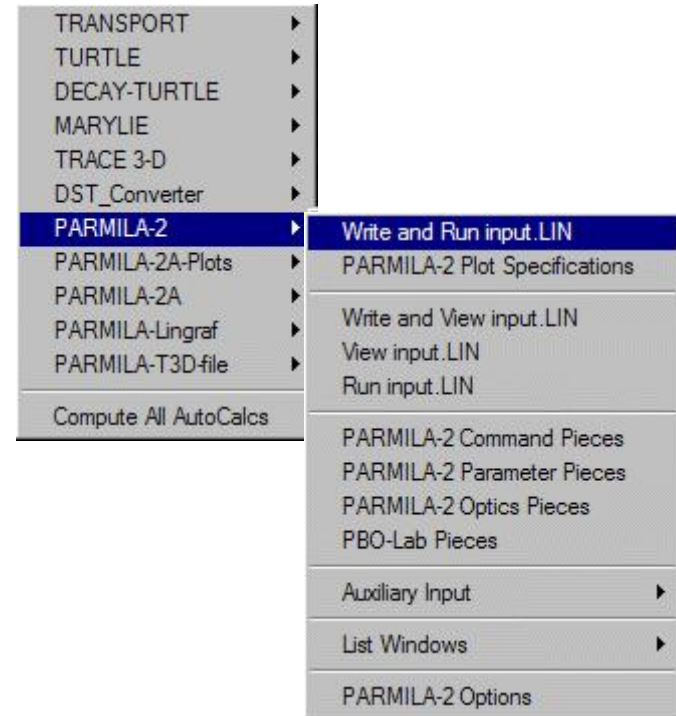 TRANSPORT
TURTLE
DECAY-TURTLE
MARYLIE
TRACE 3-D
DST_Converter
PARMILA-2
PARMILA-2A-Plots
PARMILA-2A
PARMILA-Lingraf
PARMILA-T3D-file
Compute All AutoCalcs
Write and Run input.LIN
PARMILA-2 Plot Specifications
Write and View input.LIN
View input.LIN
Run input.LIN
PARMILA-2 Command Pieces
PARMILA-2 Parameter Pieces
PARMILA-2 Optics Pieces
PBO-Lab Pieces
Auxiliary Input
List Windows
PARMILA-2 Options